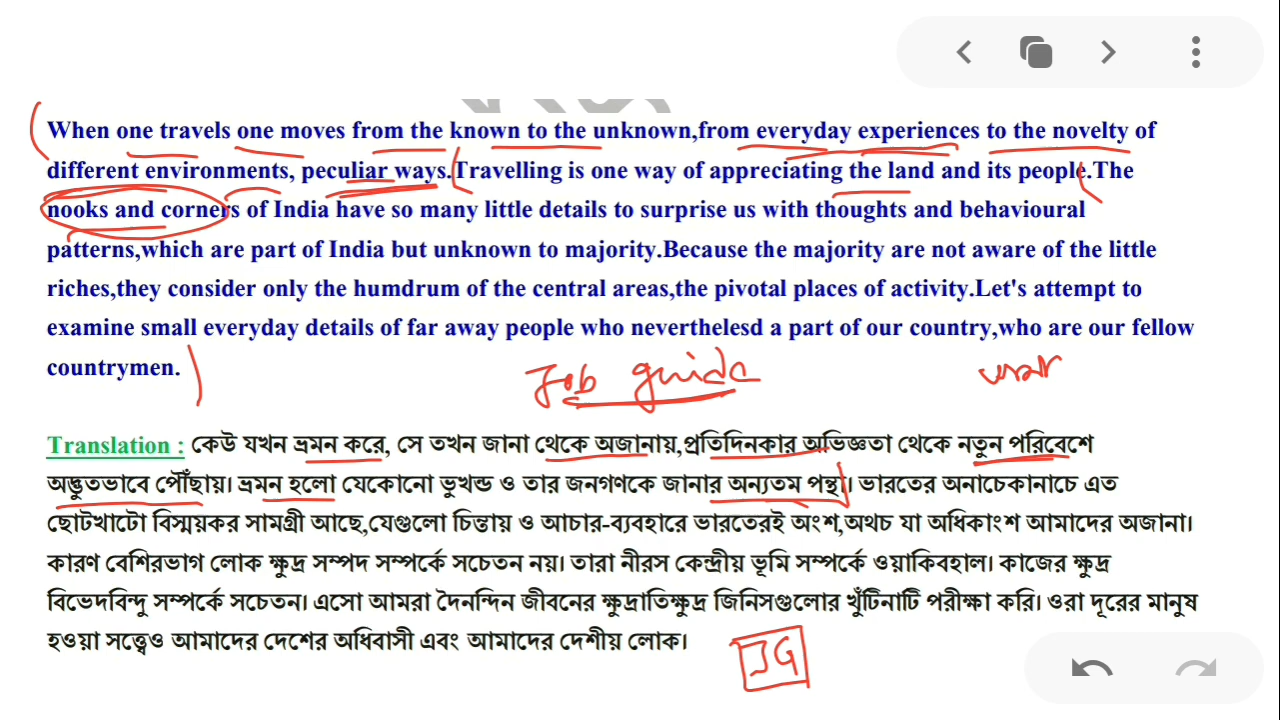 When one travels one moves from the known to the unknown,from everyday experiences to the novelty of
different environments, peculiar ways.Travelling is one way of appreciating the land and its people.The
nooks and corners of India have so many little details to surprise us with thoughts and behavioural
patterns,which are part of India but unknown to majority.Because the majority are not aware of the little
riches,they consider only the humdrum of the central areas,the pivotal places of activity.Let's attempt to
examine small everyday details of far away people who neverthelesd a part of our country,who are our fellow
countrymen.
Job guide
Translation : কেউ যখন ভ্রমন করে, সে তখন জানা থেকে অজানায়,প্রতিদিনকার অভিজ্ঞতা থেকে নতুন পরিবেশে
অদ্ভুতভাবে পৌঁছায়। ভ্রমন হলো যেকোনো ভুখন্ড ও তার জনগণকে জানার অন্যতম পন্থা। ভারতের অনাচেকানাচে এত
ছোটখাটো বিস্ময়কর সামগ্রী আছে,যেগুলো চিন্তায় ও আচার-ব্যবহারে ভারতেরই অংশ,অথচ যা অধিকাংশ আমাদের অজানা।
কারণ বেশিরভাগ লোক ক্ষুদ্র সম্পদ সম্পর্কে সচেতন নয়। তারা নীরস কেন্দ্রীয় ভূমি সম্পর্কে ওয়াকিবহাল। কাজের ক্ষুদ্র
বিভেদবিন্দু সম্পর্কে সচেতন। এসো আমরা দৈনন্দিন জীবনের ক্ষুদ্রাতিক্ষুদ্র জিনিসগুলোর খুঁটিনাটি পরীক্ষা করি। ওরা দূরের মানুষ
হওয়া সত্ত্বেও আমাদের দেশের অধিবাসী এবং আমাদের দেশীয় লোক।
JG